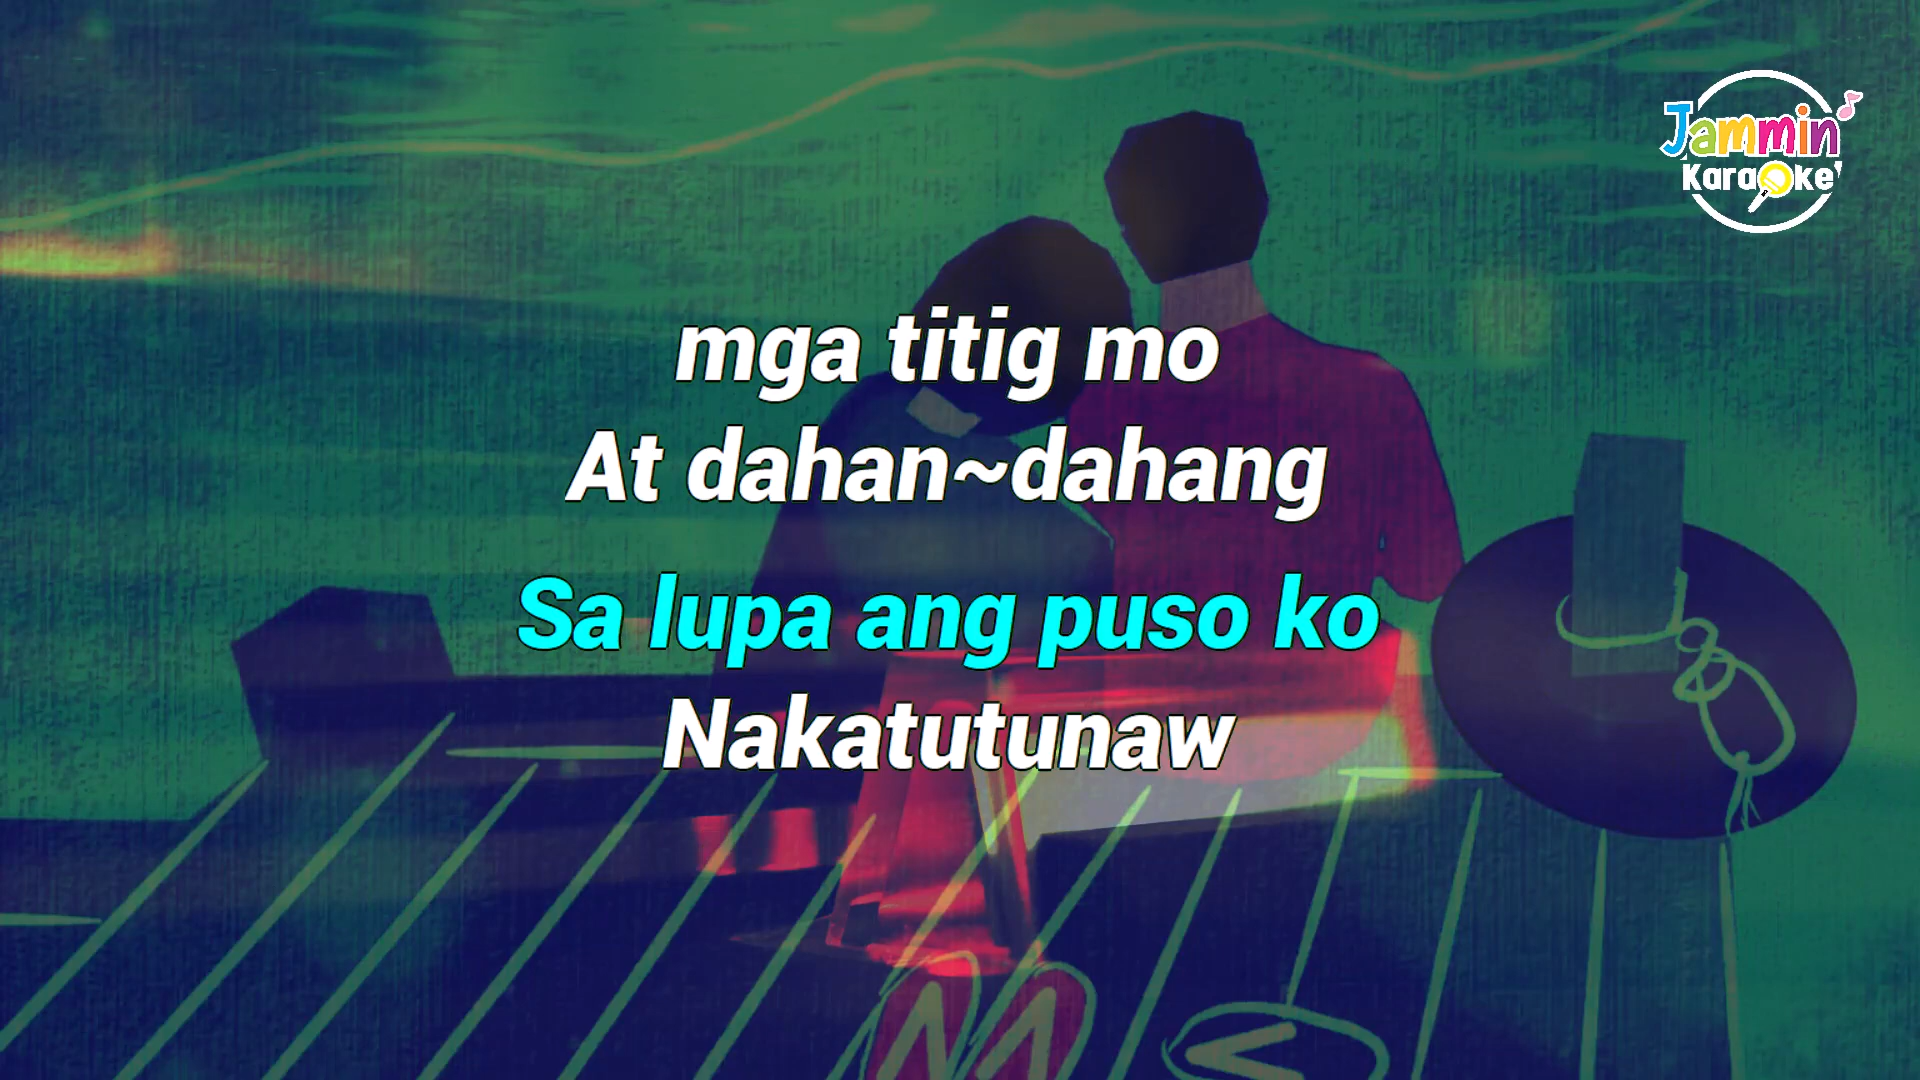 Jammin
Karaoke
mga titig mo
At dahan~dahang
Sa lupa ang puso ko
Nakatutunaw